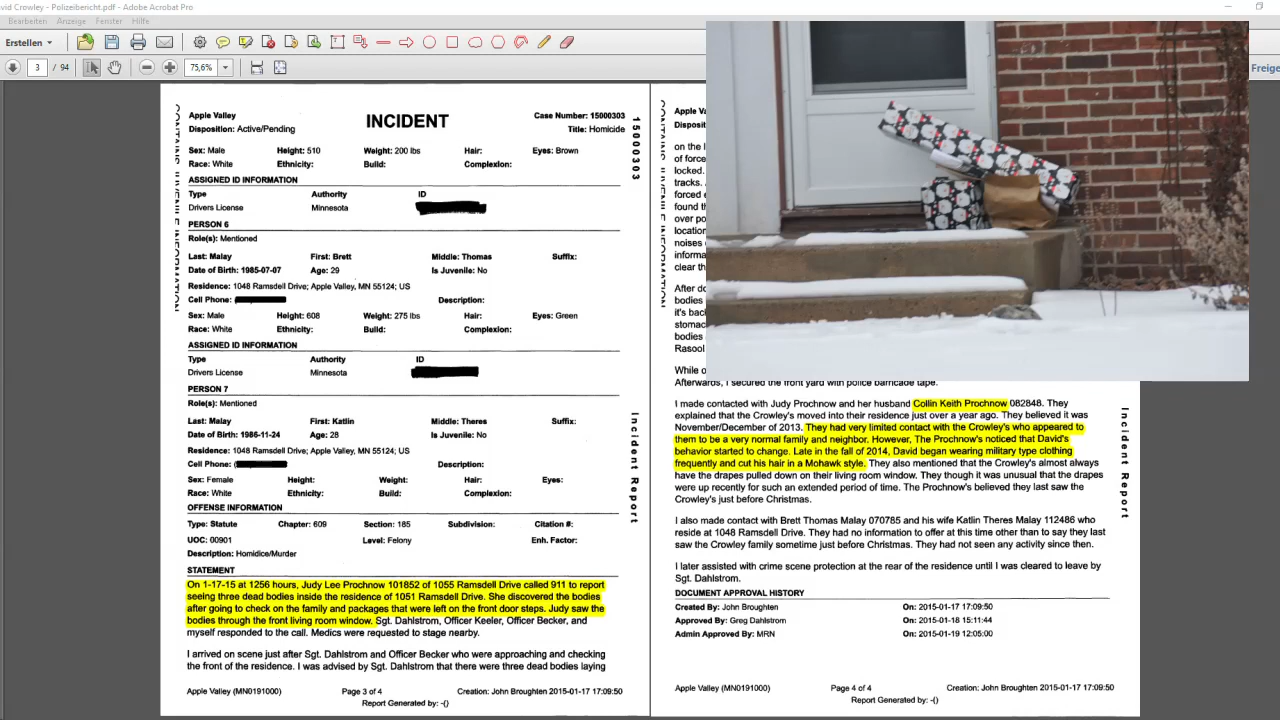 vid Crowley - Polizeibericht.pdf - Adobe Acrobat Pro
Bearbeiten Anzeige Fenster Hilfe
Erstellen
3 / 94
75,6%
Freige
Apple Valley
INCIDENT
Case Number: 15000303
Disposition: Active/Pending
Title: Homicide
15000303
Sex: Male Height: 510 Weight: 200 lbs Hair: Eyes: Brown
Race: White Ethnicity: Build: Complexion:
ASSIGNED ID INFORMATION
Type Authority ID
Drivers License Minnesota
PERSON 6
Role(s): Mentioned
Last: Malay First: Brett Middle: Thomas Suffix:
Date of Birth: 1985-07-07 Age: 29 Is Juvenile: No
Residence: 1048 Ramsdell Drive; Apple Valley, MN 55124; US
Cell Phone: Description:
Sex: Male Height: 608 Weight: 275 lbs Hair: Eyes: Green
Race: White Ethnicity: Build: Complexion:
ASSIGNED ID INFORMATION
Type Authority ID
Drivers License Minnesota
PERSON 7
Role(s): Mentioned
Last: Malay First: Katlin Middle: Theres Suffix:
Date of Birth: 1986-11-24 Age: 28 Is Juvenile: No
Residence: 1048 Ramsdell Drive; Apple Valley, MN 55124; US
Cell Phone: Description:
Sex: Female Height: Weight: Hair: Eyes:
Race: White Ethnicity: Build: Complexion:
OFFENSE INFORMATION
Type: Statute Chapter: 609 Section: 185 Subdivision: Citation #:
UOC: 00901 Level: Felony Enh. Factor:
Description: Homidice/Murder
STATEMENT
On 1-17-15 at 1256 hours, Judy Lee Prochnow 101852 of 1055 Ramsdell Drive called 911 to report
seeing three dead bodies inside the residence of 1051 Ramsdell Drive. She discovered the bodies
after going to check on the family and packages that were left on the front door steps. Judy saw the
bodies through the front living room window. Sgt. Dahlstrom, Officer Keeler, Officer Becker, and
myself responded to the call. Medics were requested to stage nearby.
I arrived on scene just after Sgt. Dahlstrom and Officer Becker who were approaching and checking
the front of the residence. I was advised by Sgt. Dahlstrom that there were three dead bodies laying
Incident Report
Apple Valley (MN0191000) Page 3 of 4 Creation: John Broughten 2015-01-17 17:09:50
Report Generated by: -()
Apple Va
Disposit
on the l
of force
locked.
tracks.
forced e
found th
over po
location
noises
informa
clear th
After do
bodies
it's back
stomac
bodies
Rasool
While o
Afterwards, I secured the front yard with police barricade tape.
I made contacted with Judy Prochnow and her husband Collin Keith Prochnow 082848. They
explained that the Crowley's moved into their residence just over a year ago. They believed it was
November/December of 2013. They had very limited contact with the Crowley's who appeared to
them to be a very normal family and neighbor. However, The Prochnow's noticed that David's
behavior started to change. Late in the fall of 2014, David began wearing military type clothing
frequently and cut his hair in a Mohawk style. They also mentioned that the Crowley's almost always
have the drapes pulled down on their living room window. They though it was unusual that the drapes
were up recently for such an extended period of time. The Prochnow's believed they last saw the
Crowley's just before Christmas.
I also made contact with Brett Thomas Malay 070785 and his wife Katlin Theres Malay 112486 who
reside at 1048 Ramsdell Drive. They had no information to offer at this time other than to say they last
saw the Crowley family sometime just before Christmas. They had not seen any activity since then.
I later assisted with crime scene protection at the rear of the residence until I was cleared to leave by
Sgt. Dahlstrom.
DOCUMENT APPROVAL HISTORY
Created By: John Broughten On: 2015-01-17 17:09:50
Approved By: Greg Dahlstrom On: 2015-01-18 15:11:44
Admin Approved By: MRN On: 2015-01-19 12:05:00
Incident Report
Apple Valley (MN0191000) Page 4 of 4 Creation: John Broughten 2015-01-17 17:09:50
Report Generated by: -()